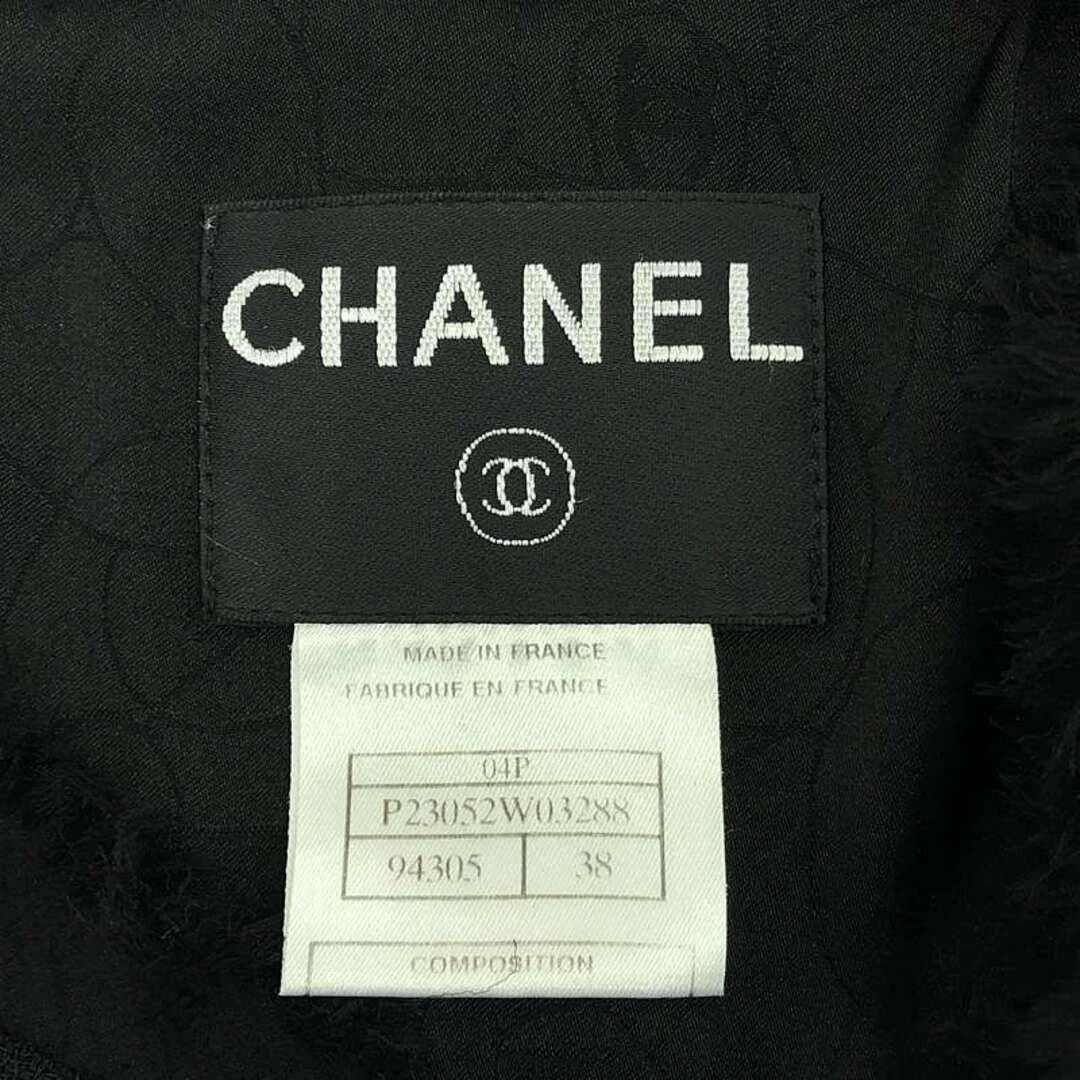 CHANEL
MADE IN FRANCE
FABRIQUE EN FRANCE
04P
P23052W03288
94305 38
COMPOSITION